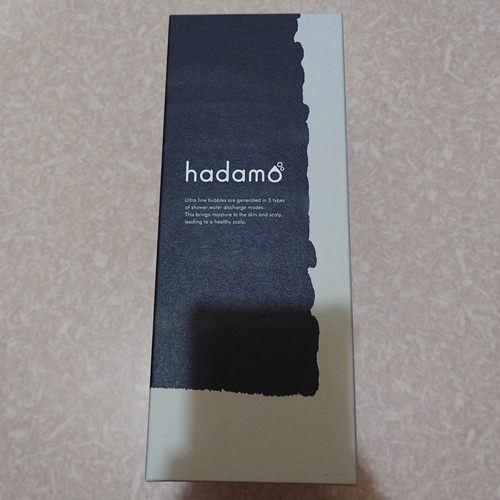 hadamo
Ultra fine bubbles are generated in 3 types
of shower water discharge modes.
This brings moisture to the skin and scalp,
leading to a healthy scalp.